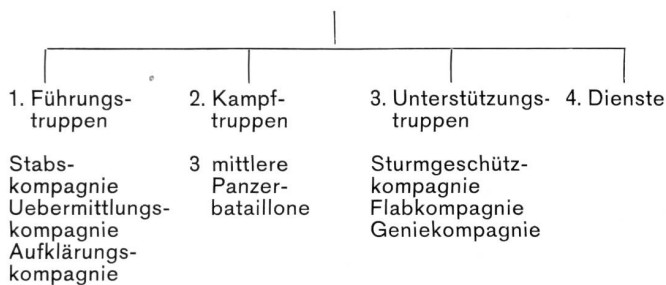 1. Führungs-
truppen
Stabs-
kompagnie
Uebermittlungs-
kompagnie
Aufklärungs-
kompagnie
2. Kampf-
truppen
3 mittlere
Panzer-
bataillone
3. Unterstützungs-
truppen
Sturmgeschütz-
kompagnie
Flabkompagnie
Geniekompagnie
4. Dienste